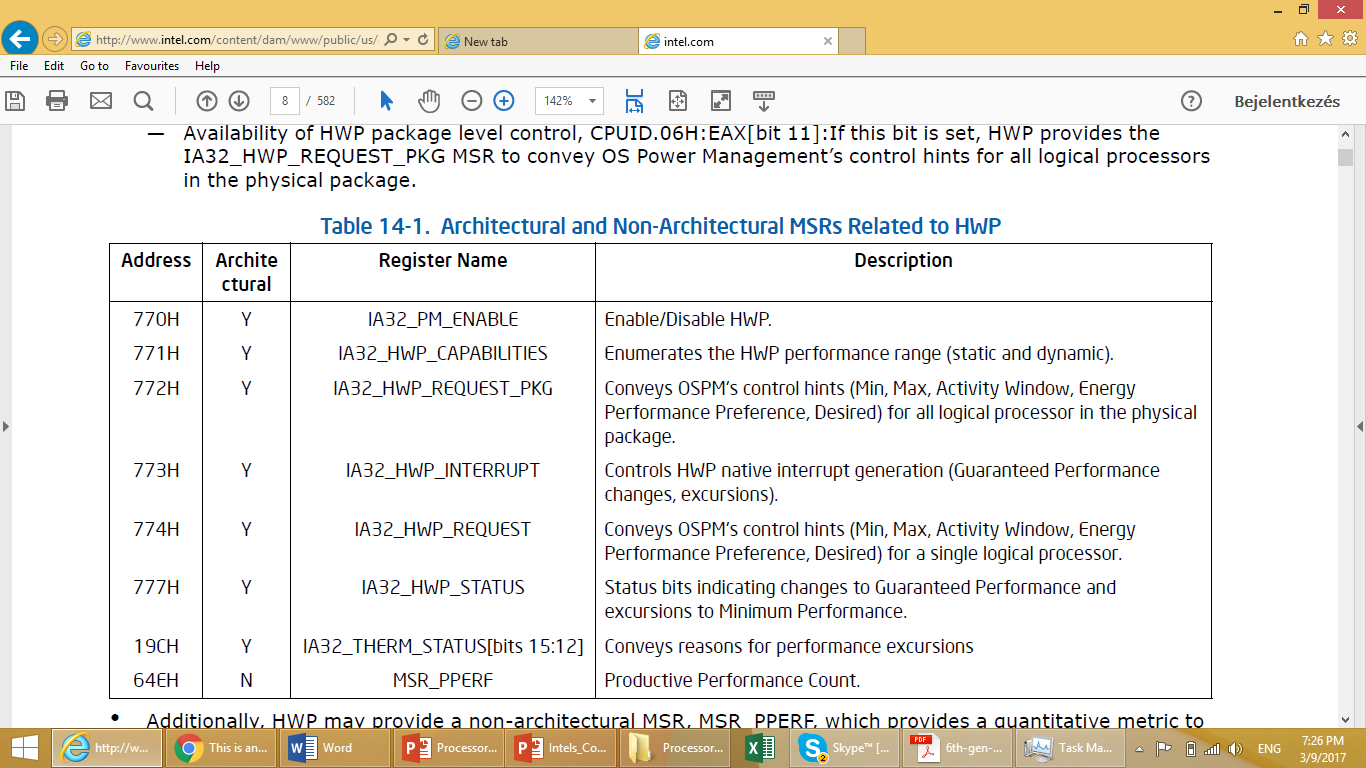 http://www.intel.com/content/dam/www/public/us/
New tab
intel.com
File Edit Go to Favourites Help
8 / 582
142%
Bejelentkezés
— Availability of HWP package level control, CPUID.06H:EAX[bit 11]:If this bit is set, HWP provides the
IA32_HWP_REQUEST_PKG MSR to convey OS Power Management’s control hints for all logical processors
in the physical package.
Table 14-1. Architectural and Non-Architectural MSRs Related to HWP
Address Archite Register Name Description
ctural
770H Y IA32_PM_ENABLE Enable/Disable HWP.
771H Y IA32_HWP_CAPABILITIES Enumerates the HWP performance range (static and dynamic).
772H Y IA32_HWP_REQUEST_PKG Conveys OSPM's control hints (Min, Max, Activity Window, Energy
Performance Preference, Desired) for all logical processor in the physical
package.
773H Y IA32_HWP_INTERRUPT Controls HWP native interrupt generation (Guaranteed Performance
changes, excursions).
774H Y IA32_HWP_REQUEST Conveys OSPM's control hints (Min, Max, Activity Window, Energy
Performance Preference, Desired) for a single logical processor.
777H Y IA32_HWP_STATUS Status bits indicating changes to Guaranteed Performance and
excursions to Minimum Performance.
19CH Y IA32_THERM_STATUS[bits 15:12] Conveys reasons for performance excursions
64EH N MSR_PPERF Productive Performance Count.
• Additionally, HWP may provide a non-architectural MSR, MSR_PPERF, which provides a quantitative metric to
http://w... This is an... Word Processor... Intels_Co... Processor... Skype™ [... 6th-gen-... Task Ma... ENG
7:26 PM
3/9/2017